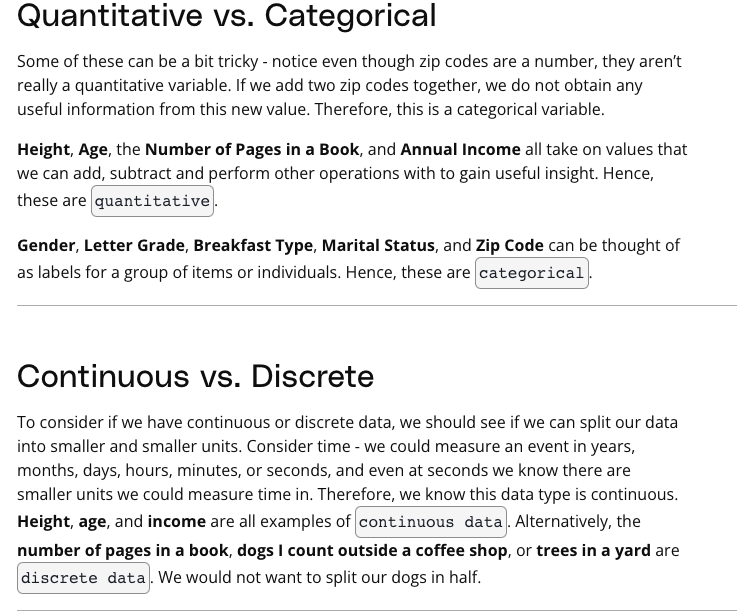 Quantitative vs. Categorical
Some of these can be a bit tricky - notice even though zip codes are a number, they aren't
really a quantitative variable. If we add two zip codes together, we do not obtain any
useful information from this new value. Therefore, this is a categorical variable.
Height, Age, the Number of Pages in a Book, and Annual Income all take on values that
we can add, subtract and perform other operations with to gain useful insight. Hence,
these are quantitative.
Gender, Letter Grade, Breakfast Type, Marital Status, and Zip Code can be thought of
as labels for a group of items or individuals. Hence, these are categorical.
Continuous vs. Discrete
To consider if we have continuous or discrete data, we should see if we can split our data
into smaller and smaller units. Consider time - we could measure an event in years,
months, days, hours, minutes, or seconds, and even at seconds we know there are
smaller units we could measure time in. Therefore, we know this data type is continuous.
Height, age, and income are all examples of continuous data. Alternatively, the
number of pages in a book, dogs I count outside a coffee shop, or trees in a yard are
discrete data. We would not want to split our dogs in half.